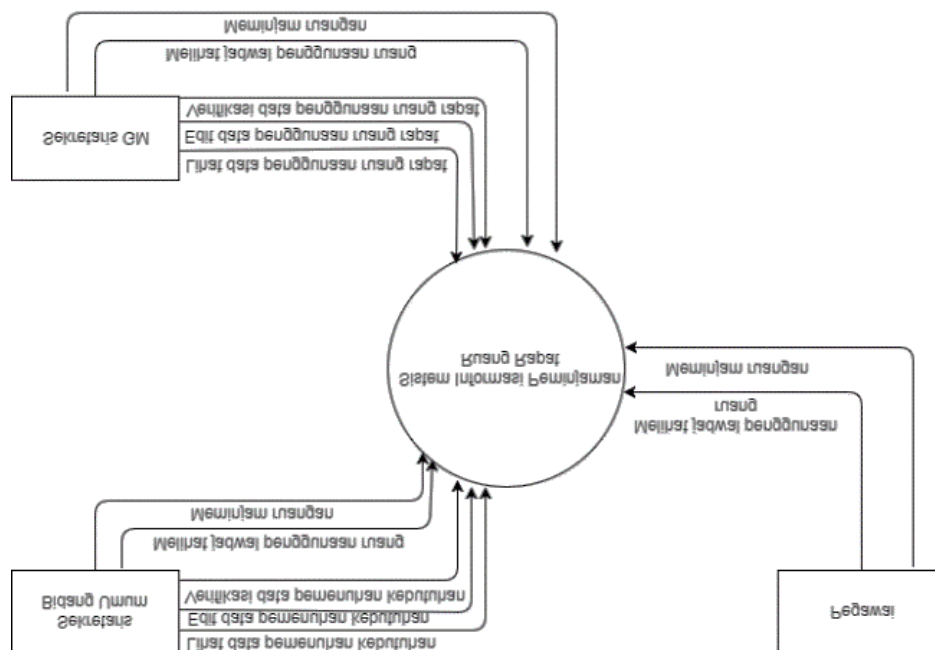 Lihat data pemenuhan kebutuhan
Edit data pemenuhan kebutuhan
Verifikasi data pemenuhan kebutuhan
Sekretaris
Bidang Umum
Pegawai
Melihat jadwal penggunaan ruang
Meminjam ruangan
Melihat jadwal penggunaan
ruang
Meminjam ruangan
Sistem Informasi Peminjaman
Ruang Rapat
Lihat data penggunaan ruang rapat
Edit data penggunaan ruang rapat
Verifikasi data penggunaan ruang rapat
Sekretaris GM
Melihat jadwal penggunaan ruang
Meminjam ruangan